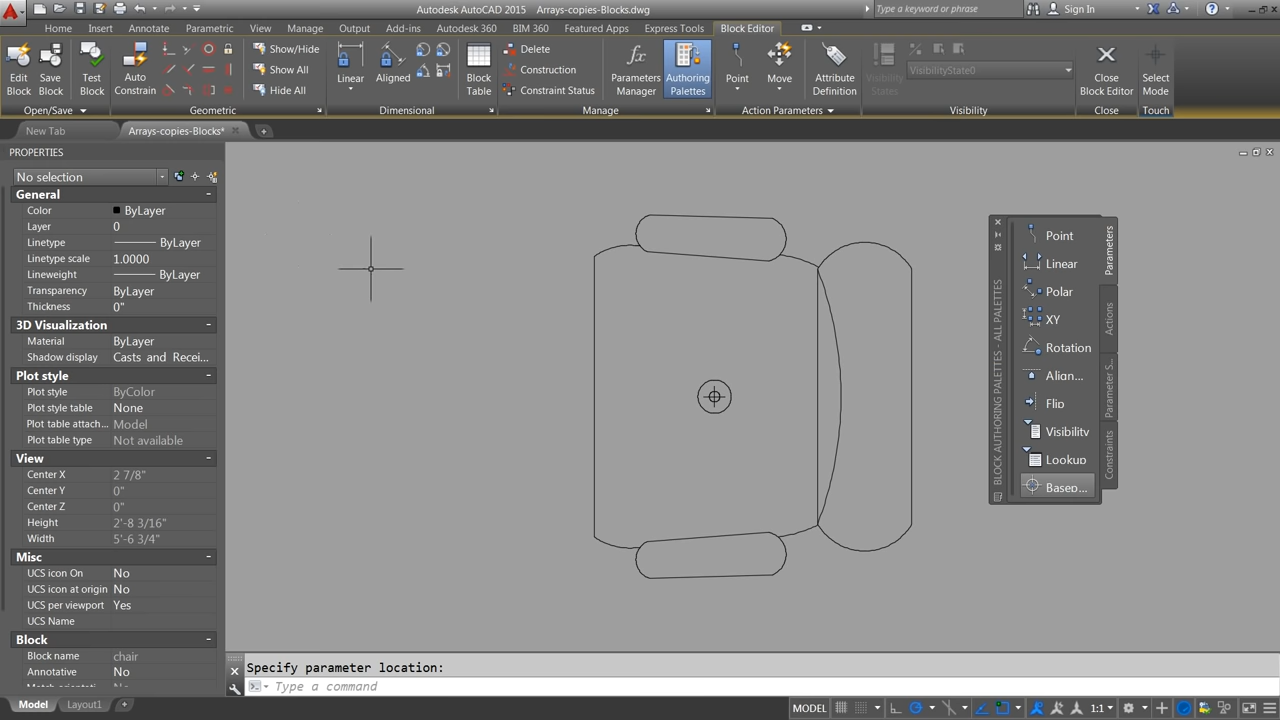 Autodesk AutoCAD 2015 Arrays-copies-Blocks.dwg
Type a keyword or phrase
Sign In
Home Insert Annotate Parametric View Manage Output Add-ins Autodesk 360 BIM 360 Featured Apps Express Tools Block Editor
Edit Block
Save Block
Test Block
Auto Constrain
Show/Hide
Show All
Hide All
Linear
Aligned
Block Table
Delete
Construction
Constraint Status
Parameters Manager
Authoring Palettes
Point
Move
Attribute Definition
Visibility States
VisibilityState0
Close Block Editor
Select Mode
Open/Save Geometric Dimensional Manage Action Parameters Visibility Close Touch
New Tab Arrays-copies-Blocks*
PROPERTIES
No selection
General
Color ByLayer
Layer 0
Linetype ByLayer
Linetype scale 1.0000
Lineweight ByLayer
Transparency ByLayer
Thickness 0"
3D Visualization
Material ByLayer
Shadow display Casts and Recei...
Plot style
Plot style ByColor
Plot style table None
Plot table attach... Model
Plot table type Not available
View
Center X 2 7/8"
Center Y 0"
Center Z 0"
Height 2'-8 3/16"
Width 5'-6 3/4"
Misc
UCS icon On No
UCS icon at origin No
UCS per viewport Yes
UCS Name
Block
Block name chair
Annotative No
BLOCK AUTHORING PALETTES - ALL PALETTES
Point
Linear
Polar
XY
Rotation
Alian...
Flip
Visibility
Lookup
Basep...
Parameters
Actions
Parameter S...
Constraints
Specify parameter location:
Type a command
Model Layout1
MODEL
1:1